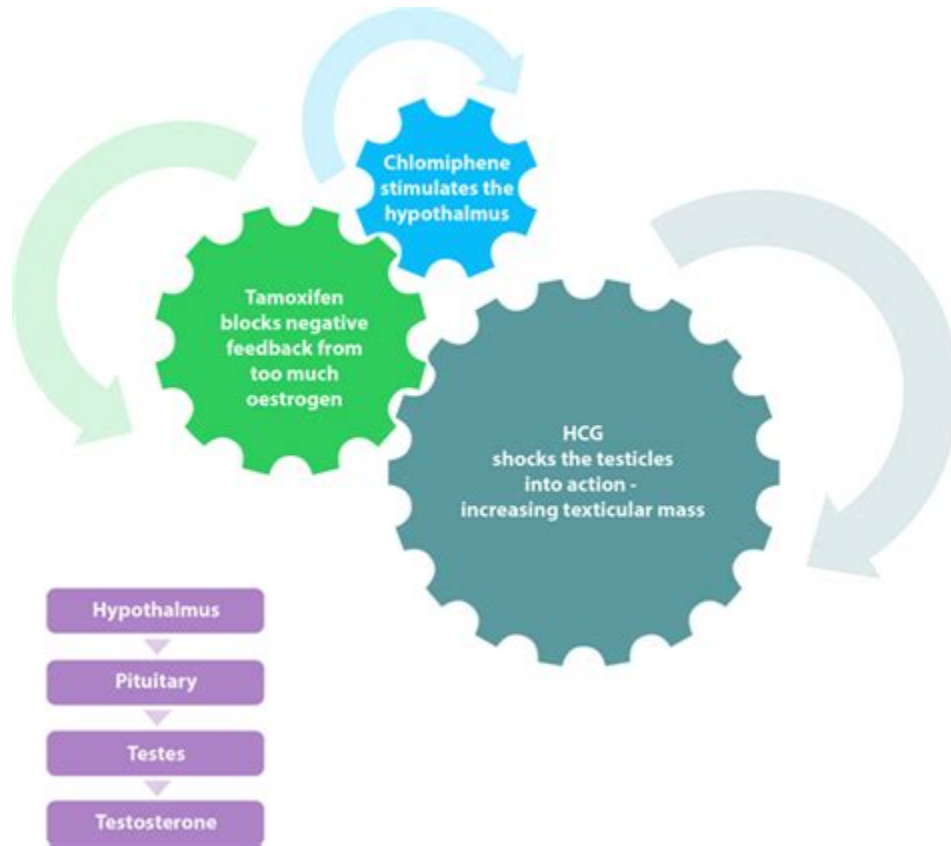 Chlomiphene
stimulates the
hypothalmus
Tamoxifen
blocks negative
feedback from
too much
oestrogen
HCG
shocks the testicles
into action -
increasing texticular mass
Hypothalmus
Pituitary
Testes
Testosterone